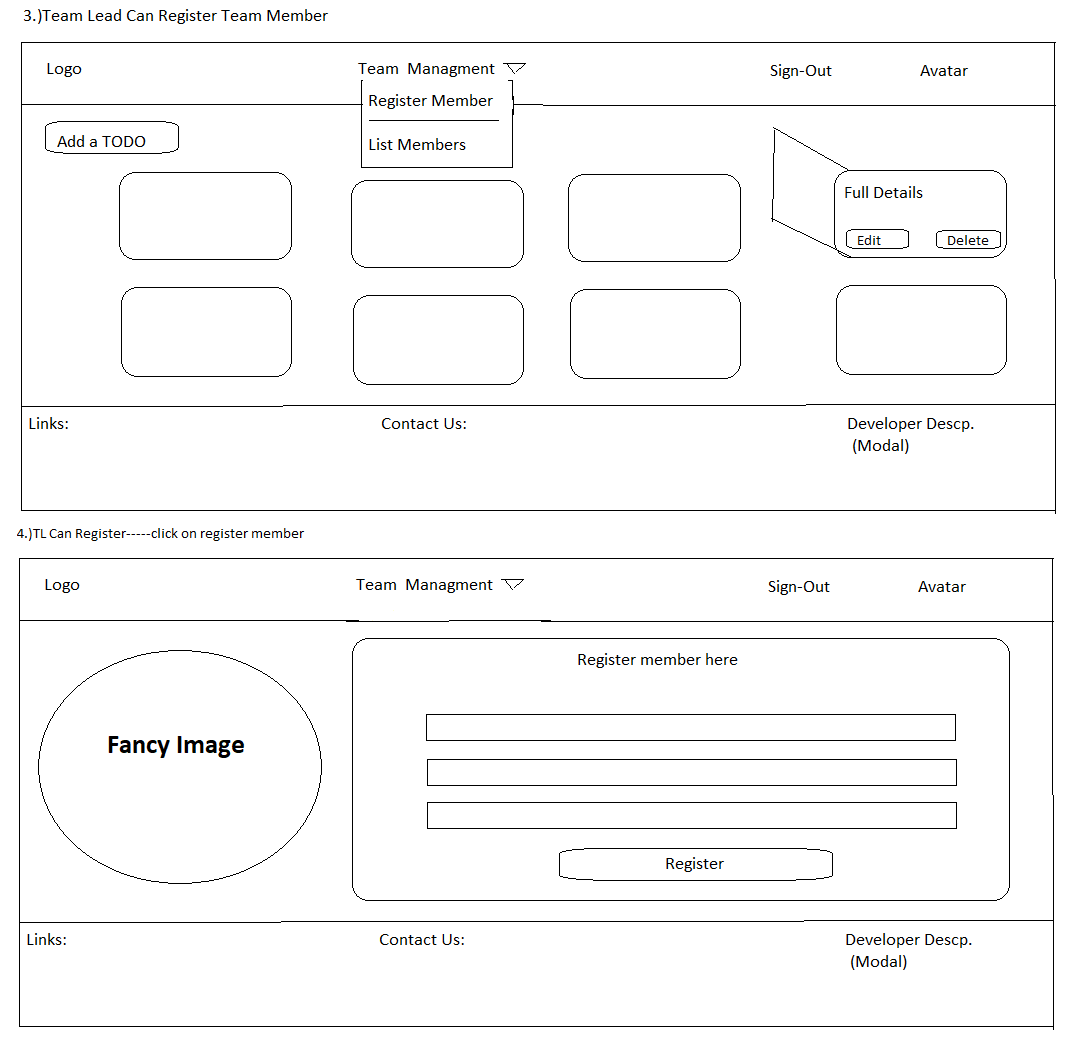 3.)Team Lead Can Register Team Member
Logo
Team Managment
Sign-Out
Avatar
Register Member
List Members
Add a TODO
Full Details
Edit
Delete
Links:
Contact Us:
Developer Descp.
(Modal)
4.)TL Can Register-----click on register member
Logo
Team Managment
Sign-Out
Avatar
Fancy Image
Register member here
Register
Links:
Contact Us:
Developer Descp.
(Modal)